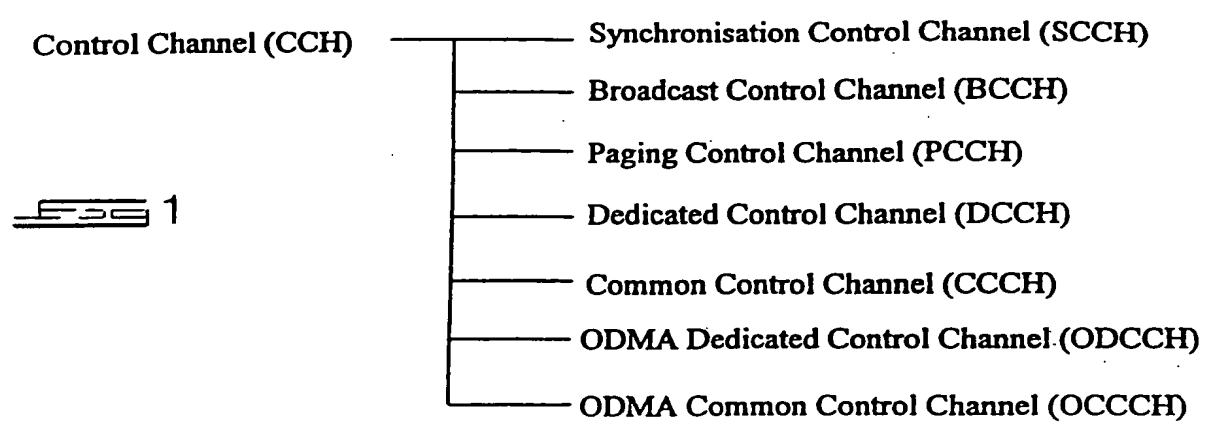 Control Channel (CCH)
Synchronisation Control Channel (SCCH)
Broadcast Control Channel (BCCH)
Paging Control Channel (PCCH)
Dedicated Control Channel (DCCH)
Common Control Channel (CCCH)
ODMA Dedicated Control Channel (ODCCH)
ODMA Common Control Channel (OCCCH)
1